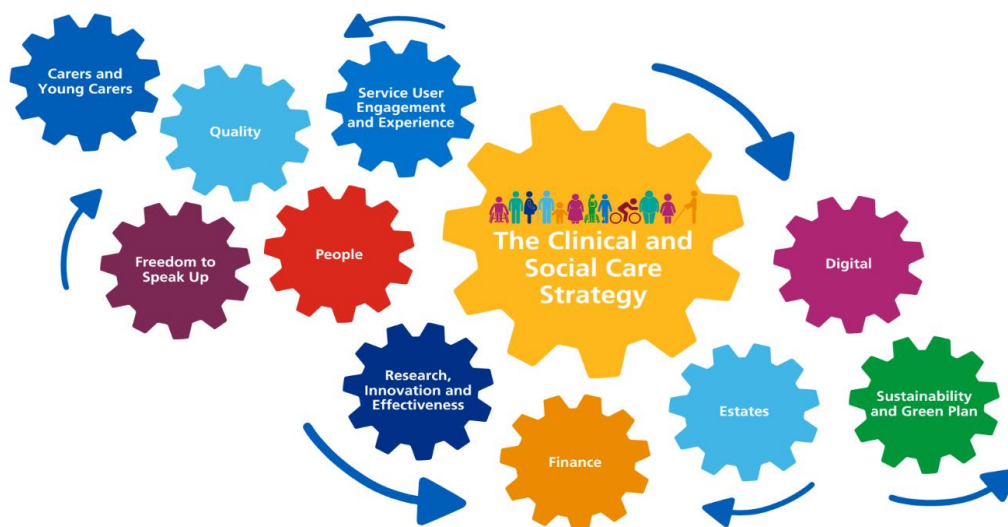 Carers and
Young Carers
Quality
Service User
Engagement
and Experience
Freedom to
Speak Up
People
The Clinical and
Social Care
Strategy
Digital
Research,
Innovation and
Effectiveness
Finance
Estates
Sustainability
and Green Plan